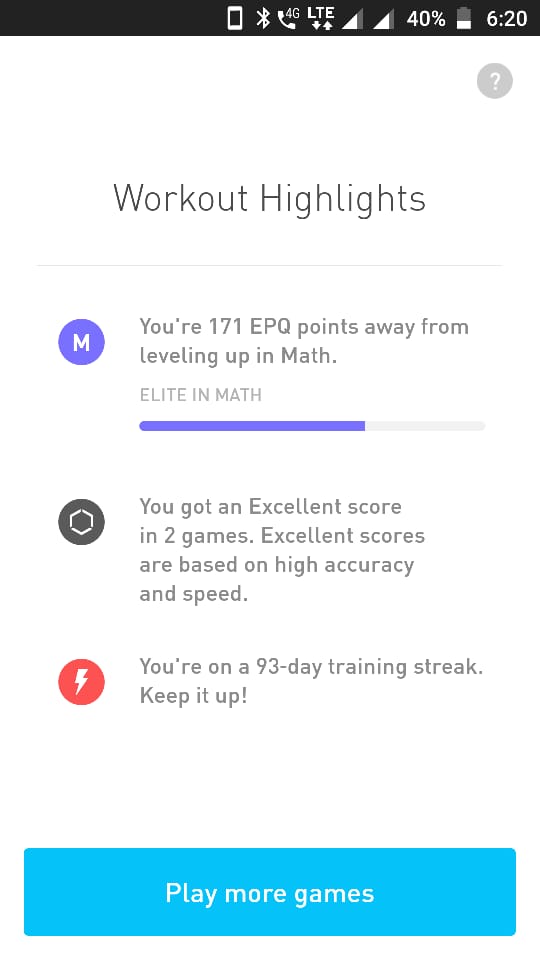 4G LTE 40% 6:20
?
Workout Highlights
M
You're 171 EPQ points away from
leveling up in Math.
ELITE IN MATH
You got an Excellent score
in 2 games. Excellent scores
are based on high accuracy
and speed.
You're on a 93-day training streak.
Keep it up!
Play more games